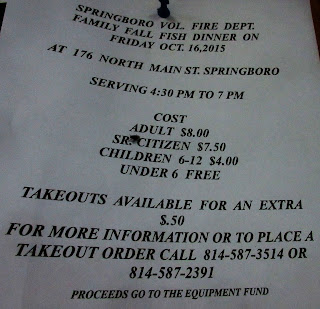 SPRINGBORO VOL. FIRE DEPT.
FAMILY FALL FISH DINNER ON
FRIDAY OCT. 16,2015
AT 176 NORTH MAIN ST. SPRINGBORO
SERVING 4:30 PM TO 7 PM
COST
ADULT $8.00
SR. CITIZEN $7.50
CHILDREN 6-12 $4.00
UNDER 6 FREE
TAKEOUTS AVAILABLE FOR AN EXTRA
$.50
FOR MORE INFORMATION OR TO PLACE A
TAKEOUT ORDER CALL 814-587-3514 OR
814-587-2391
PROCEEDS GO TO THE EQUIPMENT FUND